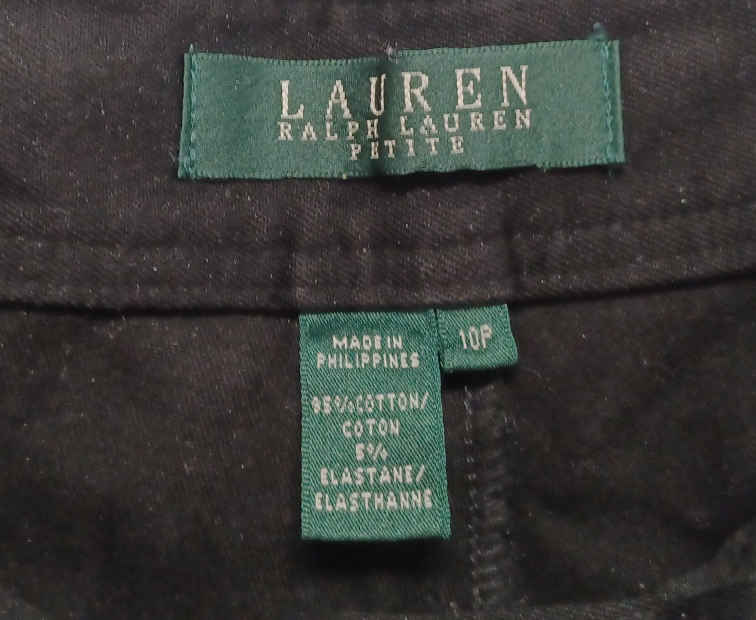 LAUREN
RALPH LAUREN
PETITE
MADE IN
PHILIPPINES
95% COTTON/
COTON
5%
ELASTANE/
ELASTHANNE
10P